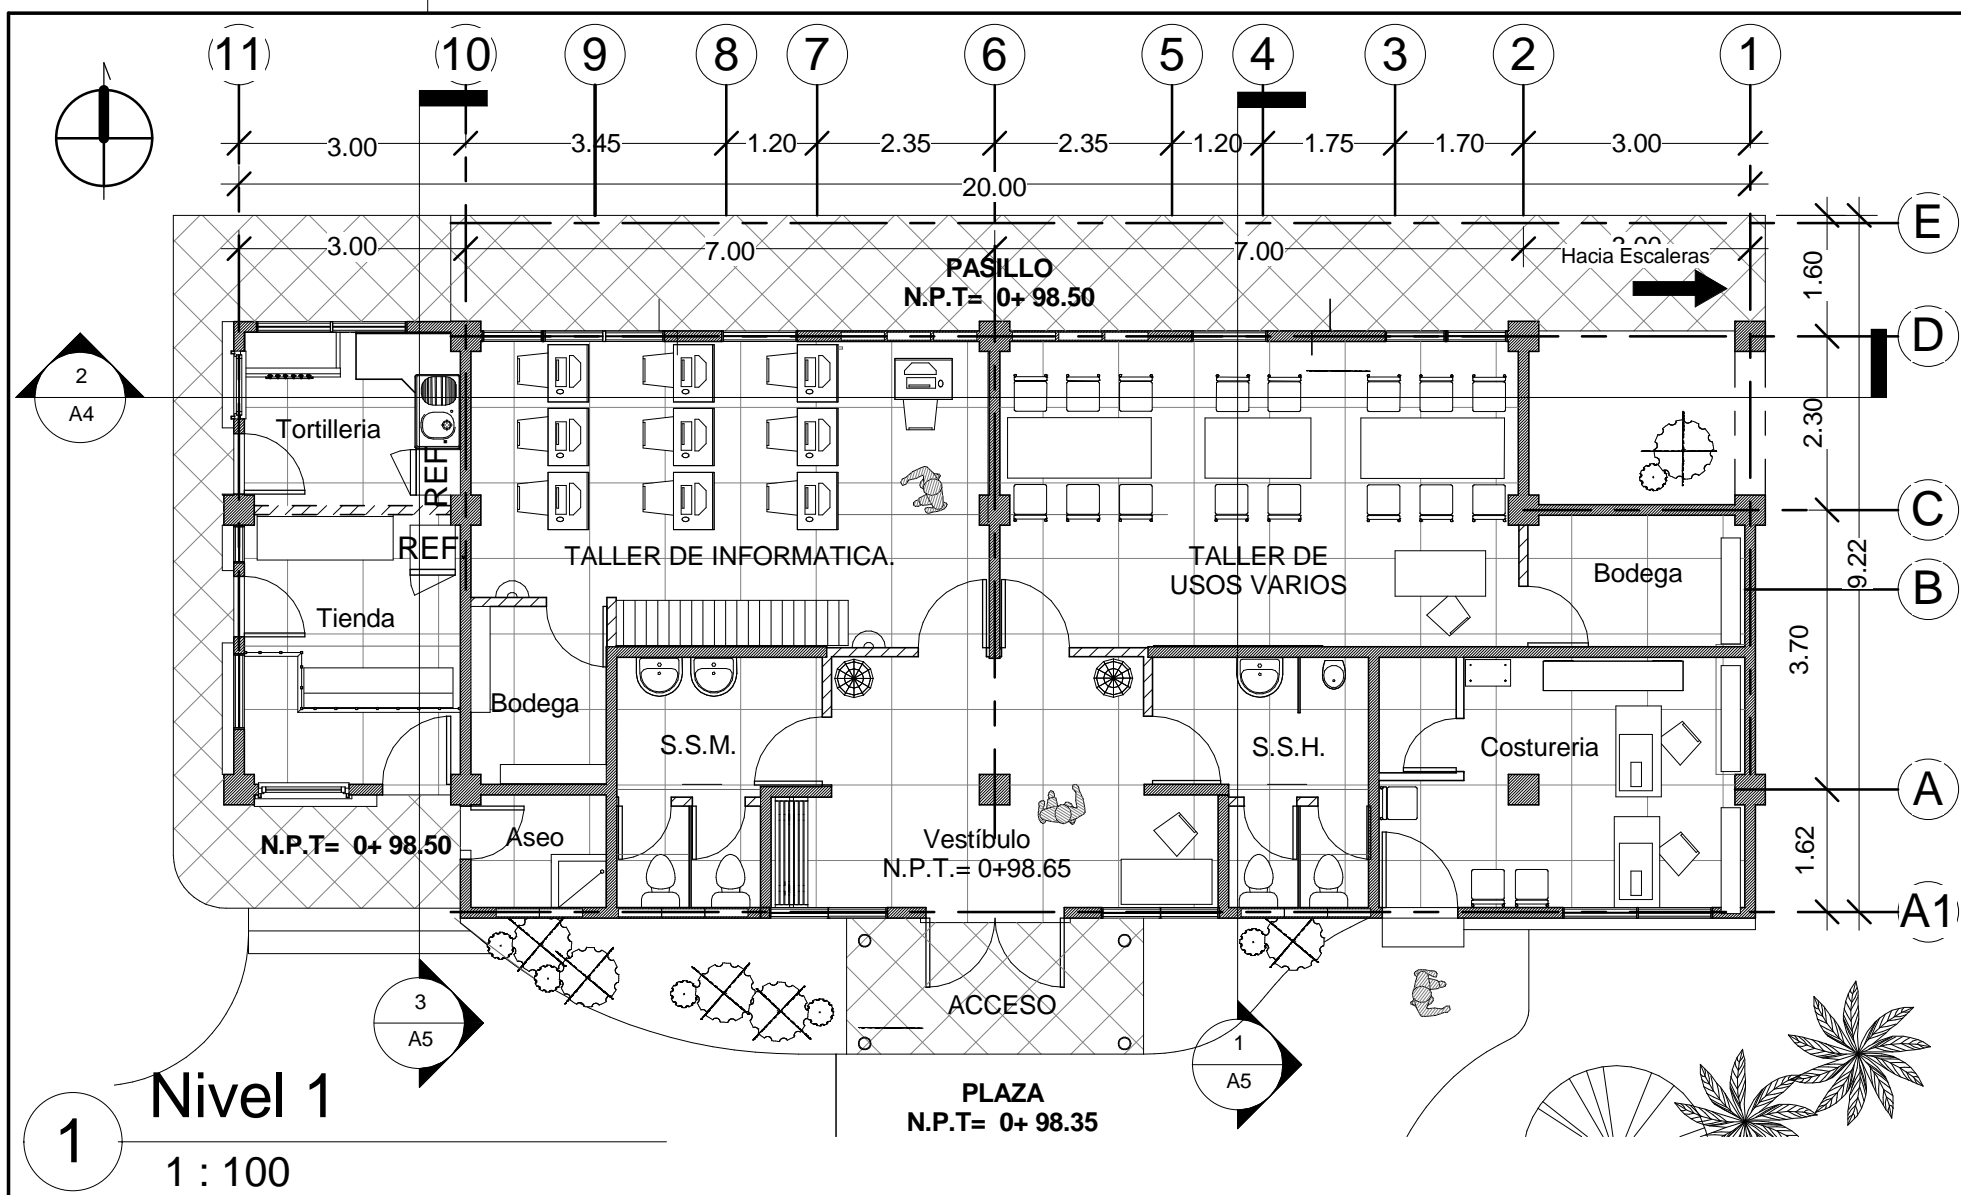 11 10 9 8 7 6 5 4 3 2 1
3.00 3.45 1.20 2.35 2.35 1.20 1.75 1.70 3.00
20.00
E
3.00 7.00 7.00
Hacia Escaleras
1.60
PASILLO
N.P.T= 0+ 98.50
D
2
A4
Tortilleria
REF
2.30
C
REF.
TALLER DE INFORMATICA.
TALLER DE
USOS VARIOS
Bodega
9.22
B
Tienda
3.70
Bodega
S.S.M.
S.S.H.
Costureria
A
N.P.T= 0+ 98.50
Aseo
Vestíbulo
N.P.T.= 0+98.65
1.62
A1
3
A5
ACCESO
1
A5
Nivel 1
PLAZA
N.P.T= 0+ 98.35
1
1 : 100